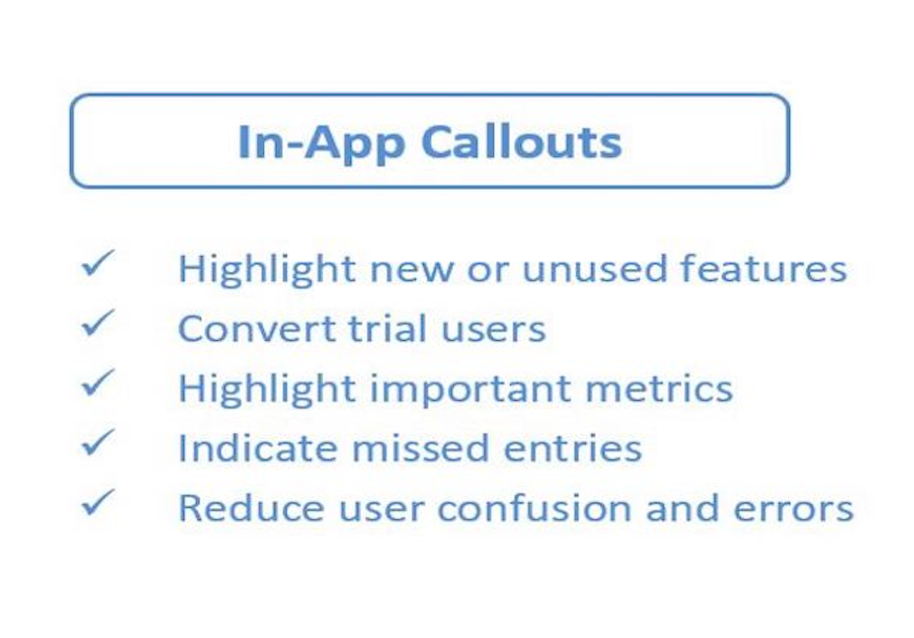 In-App Callouts
✓ Highlight new or unused features
✓ Convert trial users
✓ Highlight important metrics
✓ Indicate missed entries
✓ Reduce user confusion and errors